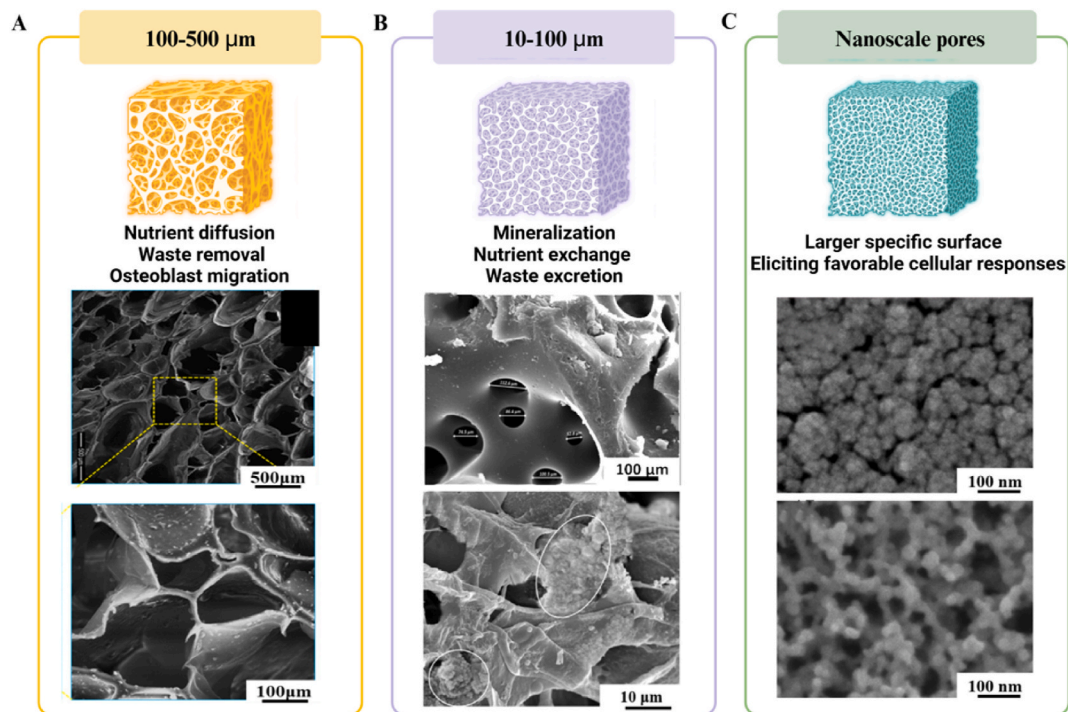 A
100-500 μm
Nutrient diffusion
Waste removal
Osteoblast migration
500μm
100μm
B
10-100 μm
Mineralization
Nutrient exchange
Waste excretion
100 μm
10 μm
C
Nanoscale pores
Larger specific surface
Eliciting favorable cellular responses
100 nm
100 nm